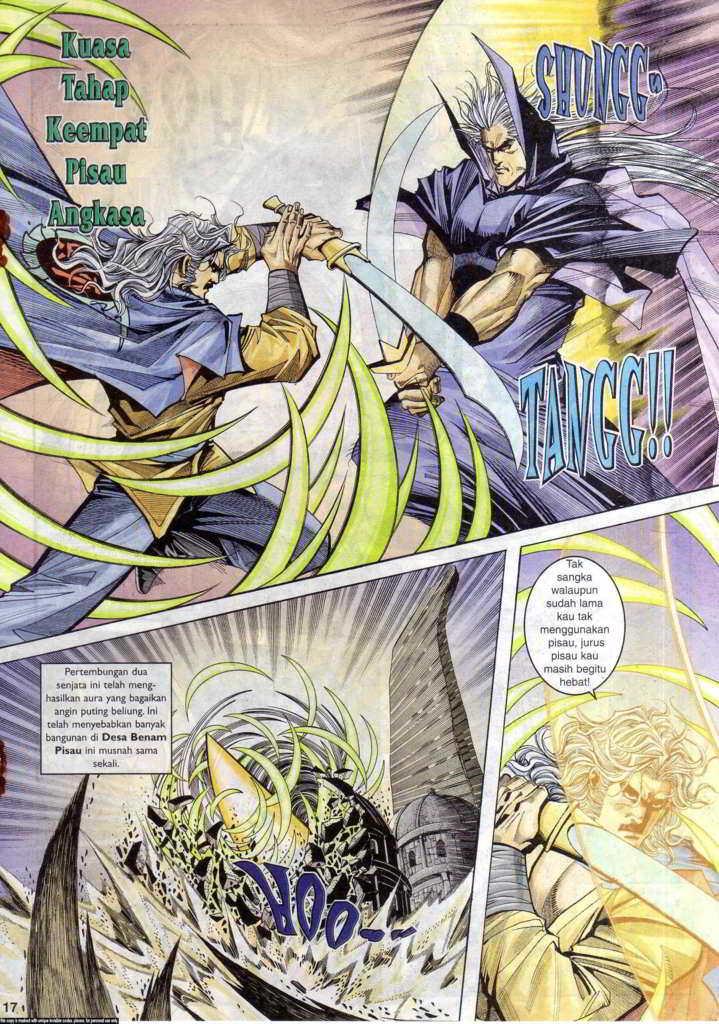 Kuasa
Tahap
Keempat
Pisau
Angkasa
SHUNGG~
TANGG!!
Pertembungan dua
senjata ini telah meng-
hasilkan aura yang bagaikan
angin puting beliung. Ini
telah menyebabkan banyak
bangunan di Desa Benam
Pisau ini musnah sama
sekali.
HOO~~
Tak
sangka
walaupun
sudah lama
kau tak
menggunakan
pisau, jurus
pisau kau
masih begitu
hebat!
17